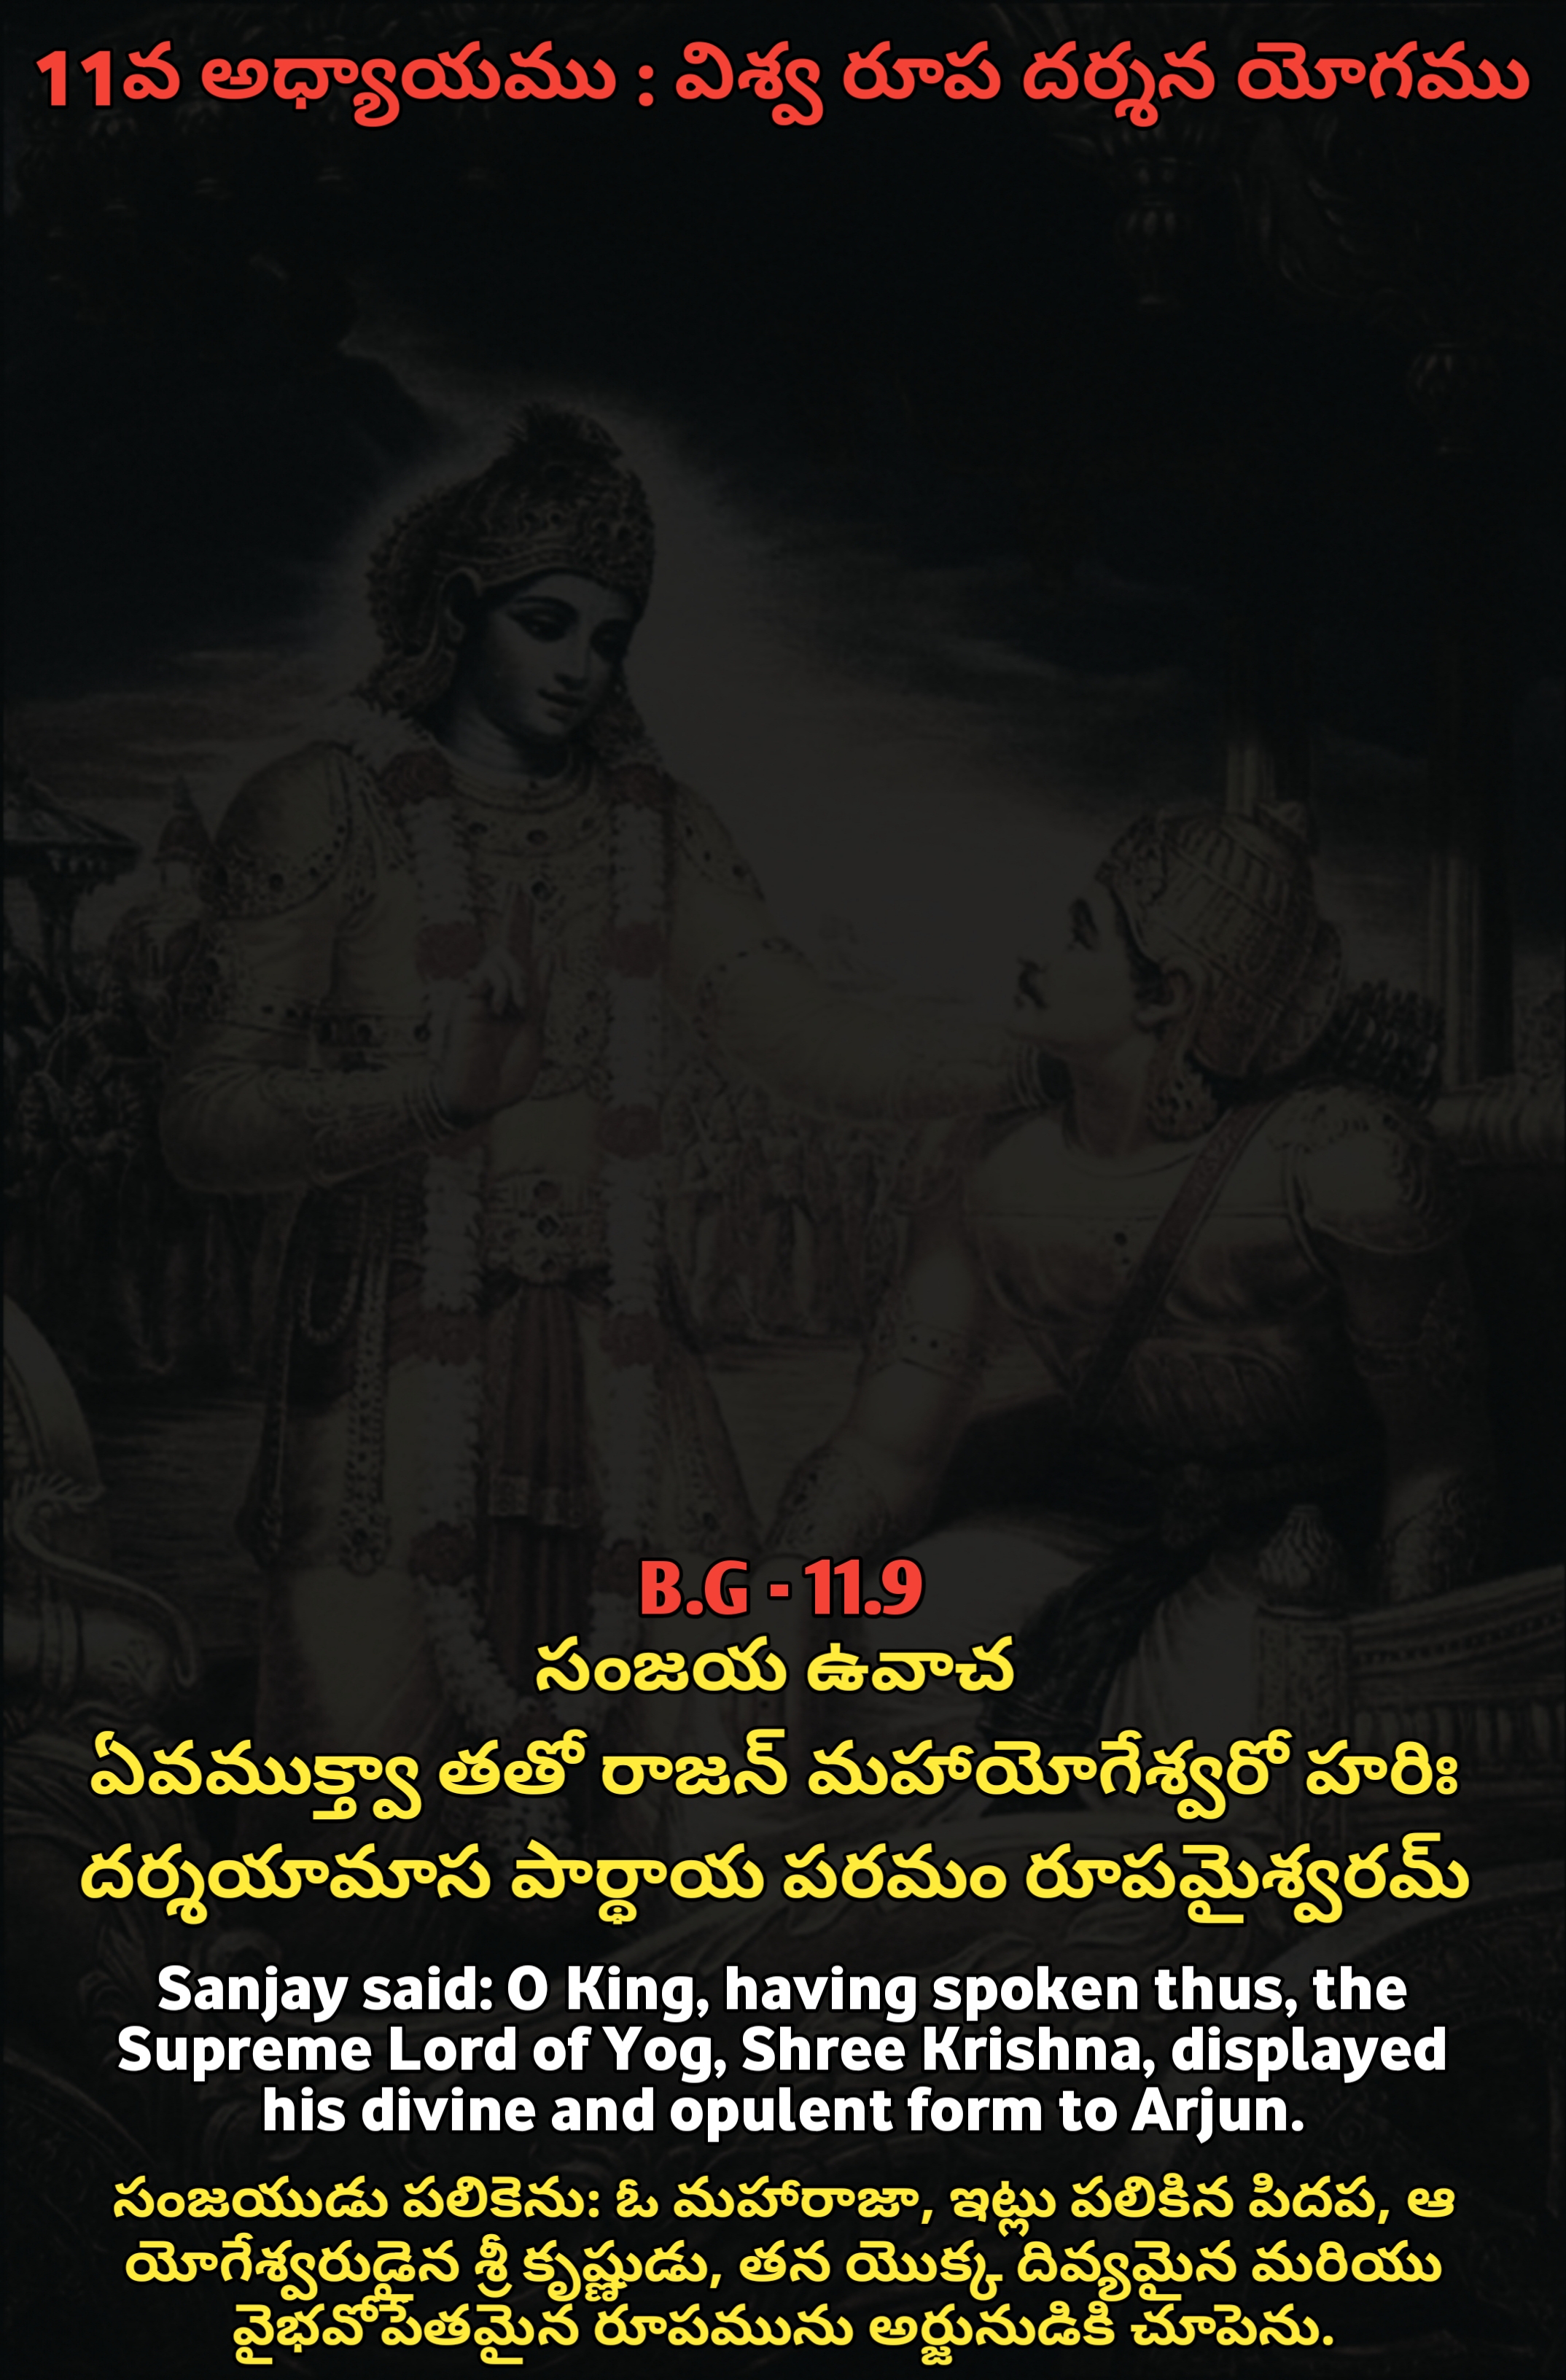 11వ అధ్యాయము : విశ్వ రూప దర్శన యోగము
B.G - 11.9
సంజయ ఉవాచ
ఏవముక్త్వా తతో రాజన్ మహాయోగేశ్వరో హరిః
దర్శయామాస పార్థాయ పరమం రూపమైశ్వరమ్
Sanjay said: O King, having spoken thus, the
Supreme Lord of Yog, Shree Krishna, displayed
his divine and opulent form to Arjun.
సంజయుడు పలికెను: ఓ మహారాజా, ఇట్లు పలికిన పిదప, ఆ
యోగేశ్వరుడైన శ్రీ కృష్ణుడు, తన యొక్క దివ్యమైన మరియు
వైభవోపేతమైన రూపమును అర్జునుడికి చూపెను.